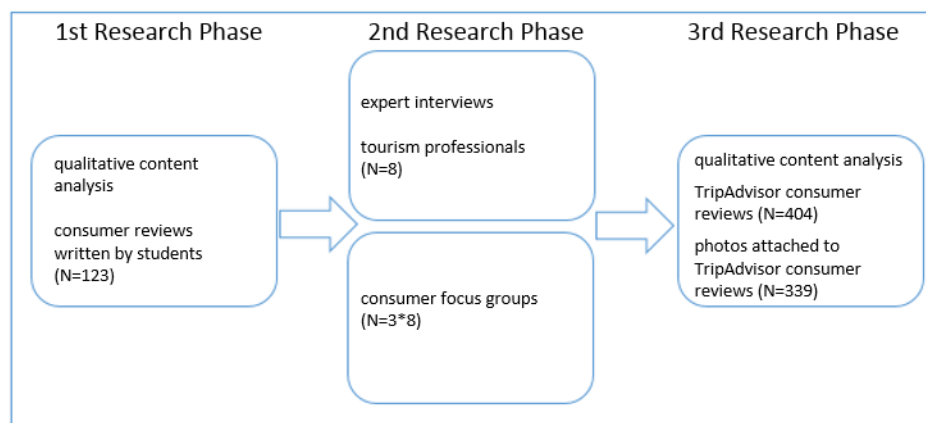 1st Research Phase
2nd Research Phase
3rd Research Phase
qualitative content
analysis
consumer reviews
written by students
(N=123)
expert interviews
tourism professionals
(N=8)
consumer focus groups
(N=3*8)
qualitative content analysis
TripAdvisor consumer
reviews (N=404)
photos attached to
TripAdvisor consumer
reviews (N=339)